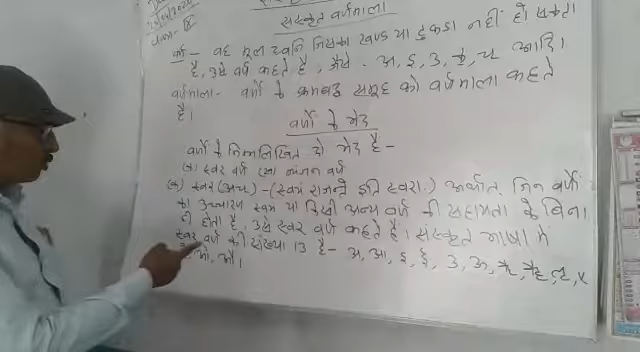 संस्कृत वर्णमाला
वर्ण - वह मूल ध्वनि जिसका खण्ड या टुकडा नहीं हो सकता
है, उसे वर्ण कहते है, जैसे - अ, इ, उ, आदि।
वर्णमाला - वर्णों के क्रमबद्ध समूह को वर्णमाला कहते
है।
वर्णों के भेद
वर्णों के निम्नलिखित दो भेद है -
स्वर वर्ण व्यंजन वर्ण
स्वर (अच्) - (स्वयं राजन्ते इति स्वराः) अर्थात् जिन वर्णों
का उच्चारण स्वयं या किसी अन्य वर्ण की सहायता के बिना
ही होता है, उसे स्वर वर्ण कहते है। संस्कृत भाषा में
स्वर वर्ण की संख्या 13 है - अ, आ, इ, ई, उ, ऊ, ऋ, ॠ, लृ,
ओ, औ।